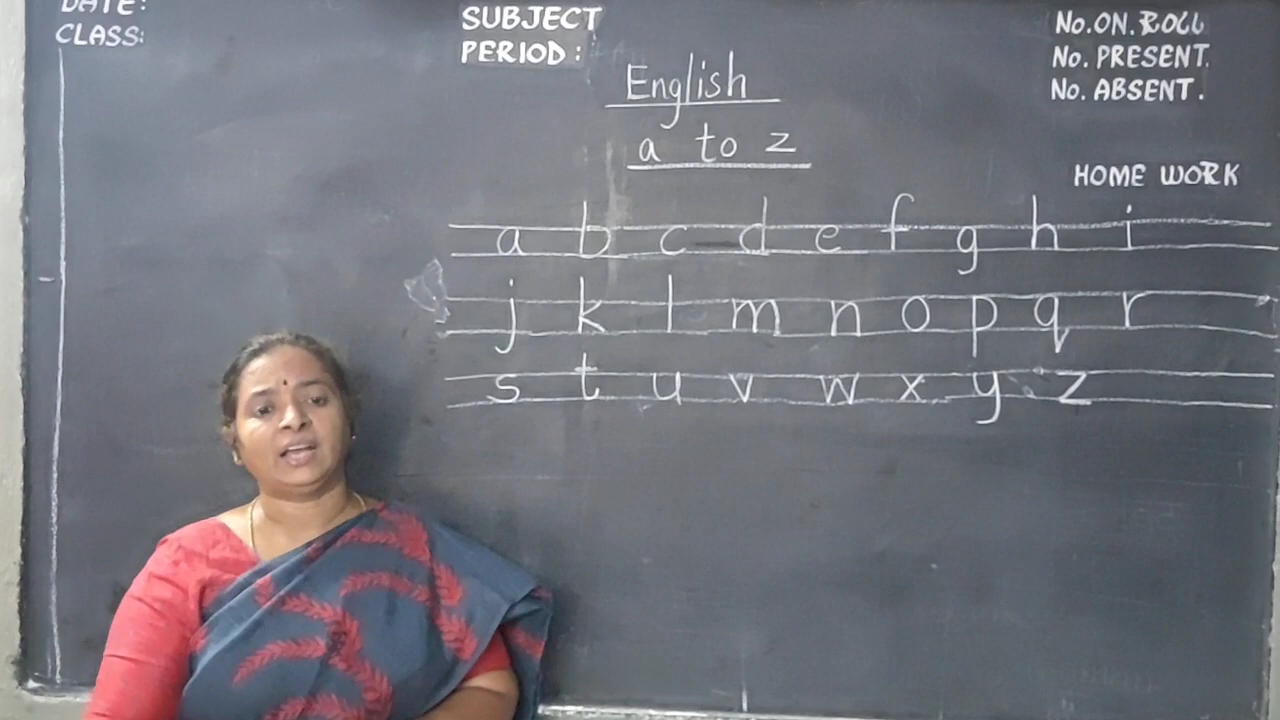 DATE:
CLASS:
SUBJECT
PERIOD:
No. ON. ROLL
No. PRESENT.
No. ABSENT.
English
a to z
HOME WORK
a b c d e f g h i
j k l m n o p q r
s t u v w x y z